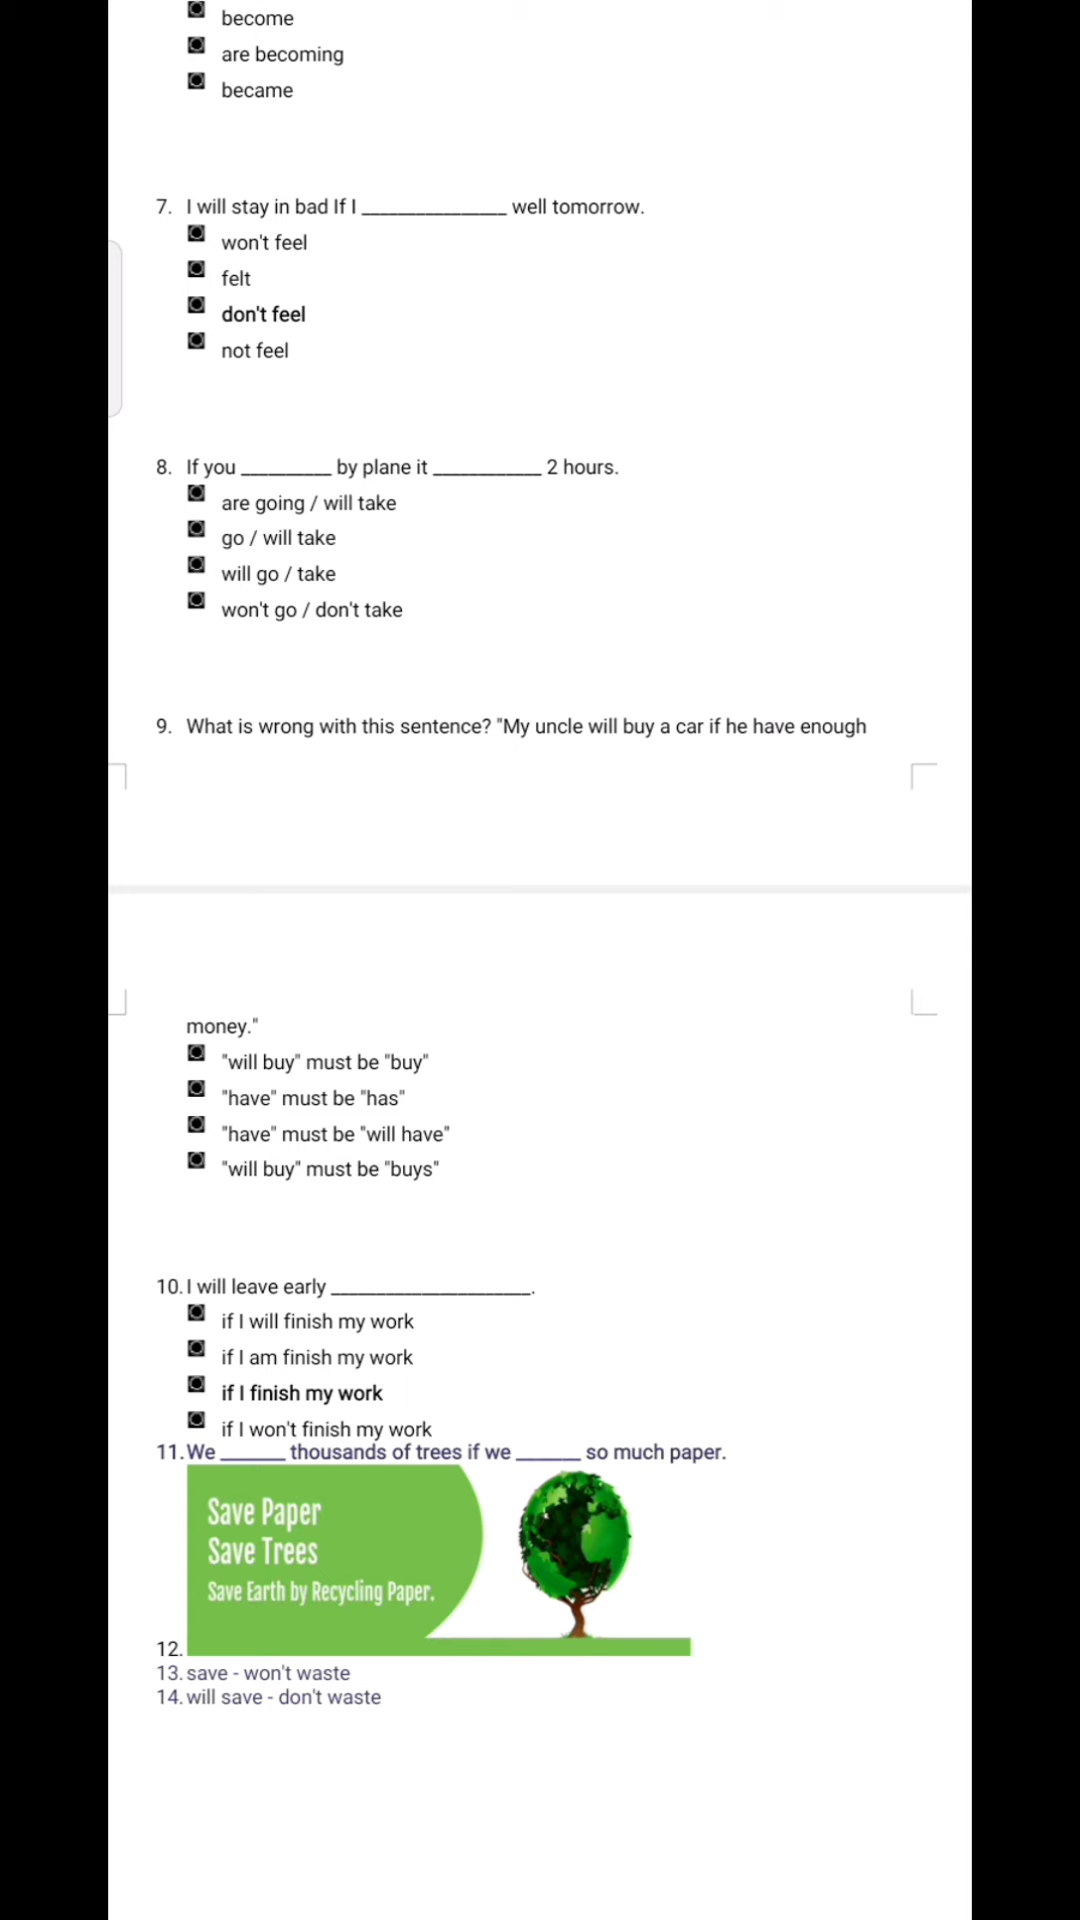 become
are becoming
became
7. I will stay in bad If I ________________ well tomorrow.
won't feel
felt
don't feel
not feel
8. If you __________ by plane it ____________ 2 hours.
are going / will take
go / will take
will go / take
won't go / don't take
9. What is wrong with this sentence? "My uncle will buy a car if he have enough
money."
"will buy" must be "buy"
"have" must be "has"
"have" must be "will have"
"will buy" must be "buys"
10. I will leave early ______________________.
if I will finish my work
if I am finish my work
if I finish my work
if I won't finish my work
11. We _______ thousands of trees if we _______ so much paper.
Save Paper
Save Trees
Save Earth by Recycling Paper.
12.
13. save - won't waste
14. will save - don't waste